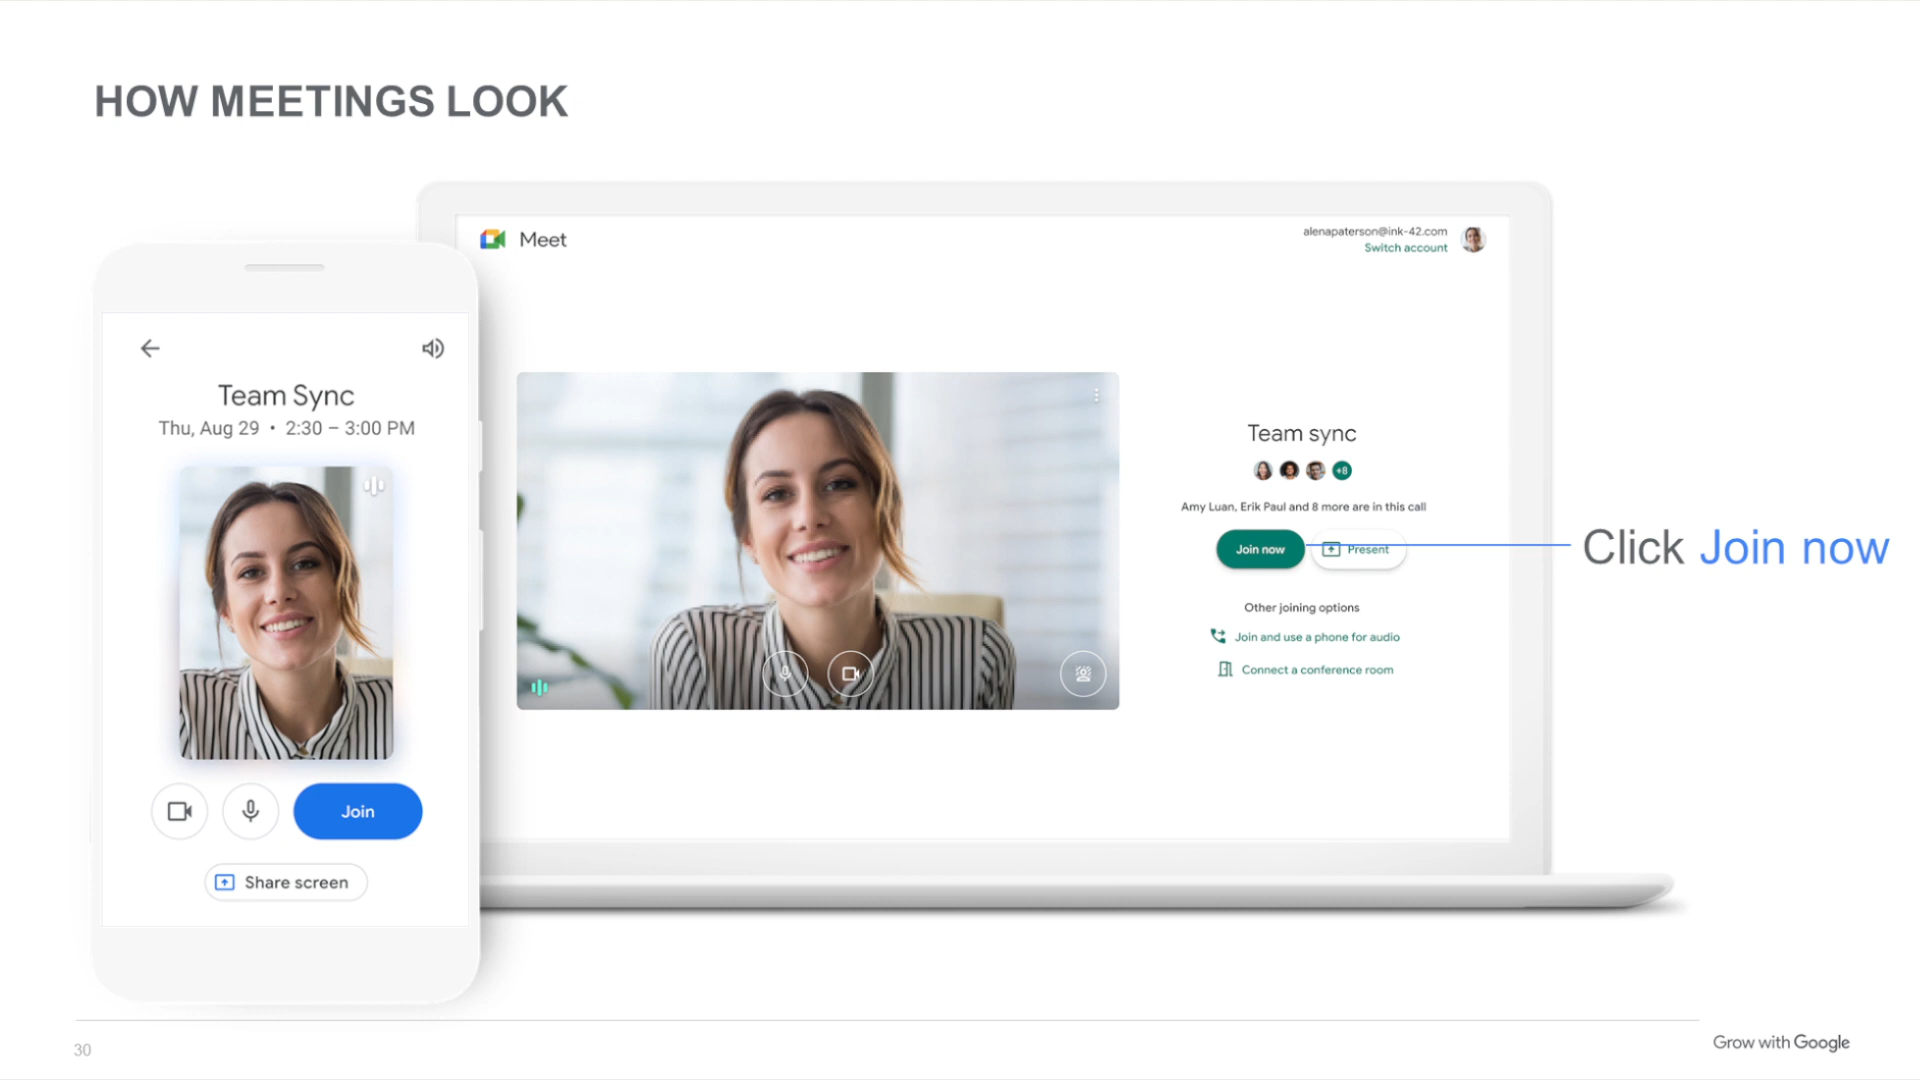 HOW MEETINGS LOOK
Meet
alenapaterson@ink-42.com
Switch account
Team Sync
Thu, Aug 29 • 2:30 – 3:00 PM
Join
Share screen
Team sync
+8
Amy Luan, Erik Paul and 8 more are in this call
Join now
Present
Click Join now
Other joining options
Join and use a phone for audio
Connect a conference room
30
Grow with Google